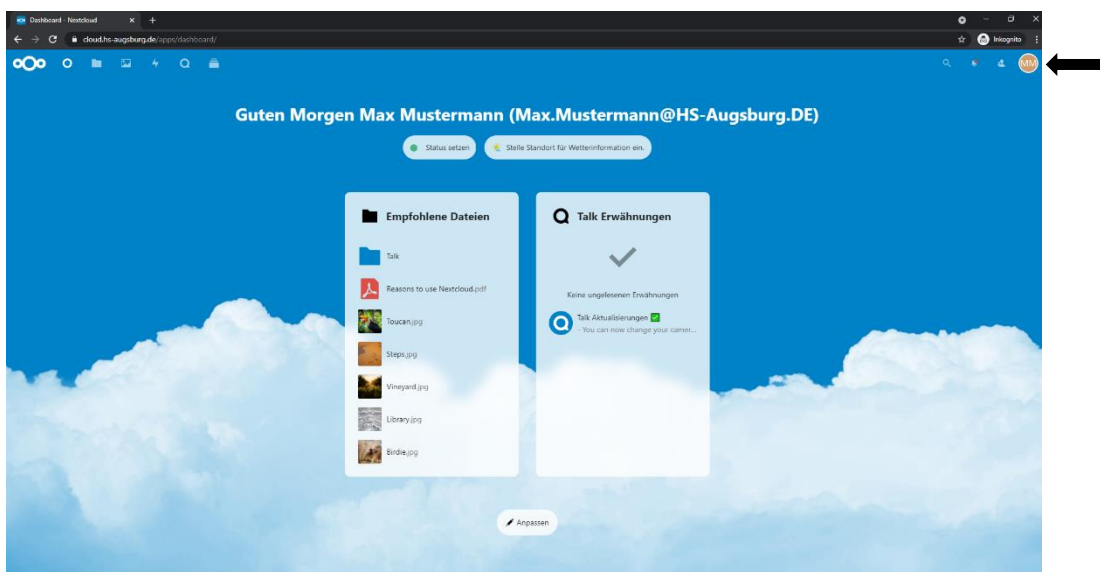 Dashboard - Nextcloud
cloud.hs-augsburg.de/apps/dashboard/
Inkognito
MM
Guten Morgen Max Mustermann (Max.Mustermann@HS-Augsburg.DE)
Status setzen
Stelle Standort für Wetterinformation ein.
Empfohlene Dateien
Talk
Reasons to use Nextcloud.pdf
Toucan.jpg
Steps.jpg
Vineyard.jpg
Library.jpg
Birdie.jpg
Talk Erwähnungen
Keine ungelesenen Erwähnungen
Talk Aktualisierungen ✅
- You can now change your camer...
Anpassen